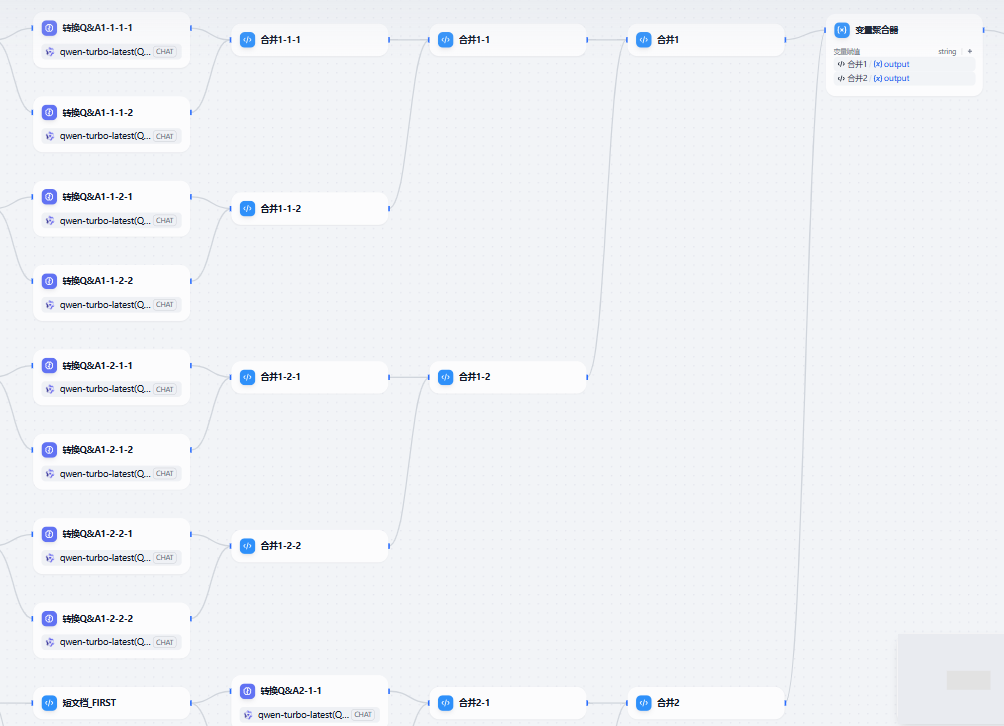 转换Q&A1-1-1-1
qwen-turbo-latest(Q... CHAT
转换Q&A1-1-1-2
qwen-turbo-latest(Q... CHAT
转换Q&A1-1-2-1
qwen-turbo-latest(Q... CHAT
转换Q&A1-1-2-2
qwen-turbo-latest(Q... CHAT
转换Q&A1-2-1-1
qwen-turbo-latest(Q... CHAT
转换Q&A1-2-1-2
qwen-turbo-latest(Q... CHAT
转换Q&A1-2-2-1
qwen-turbo-latest(Q... CHAT
转换Q&A1-2-2-2
qwen-turbo-latest(Q... CHAT
短文档_FIRST
合并1-1-1
合并1-1-2
合并1-2-1
合并1-2-2
转换Q&A2-1-1
qwen-turbo-latest(Q... CHAT
合并1-1
合并1-2
合并2-1
合并1
合并2
变量聚合器
变量赋值 string +
合并1 / {x} output
合并2 / {x} output